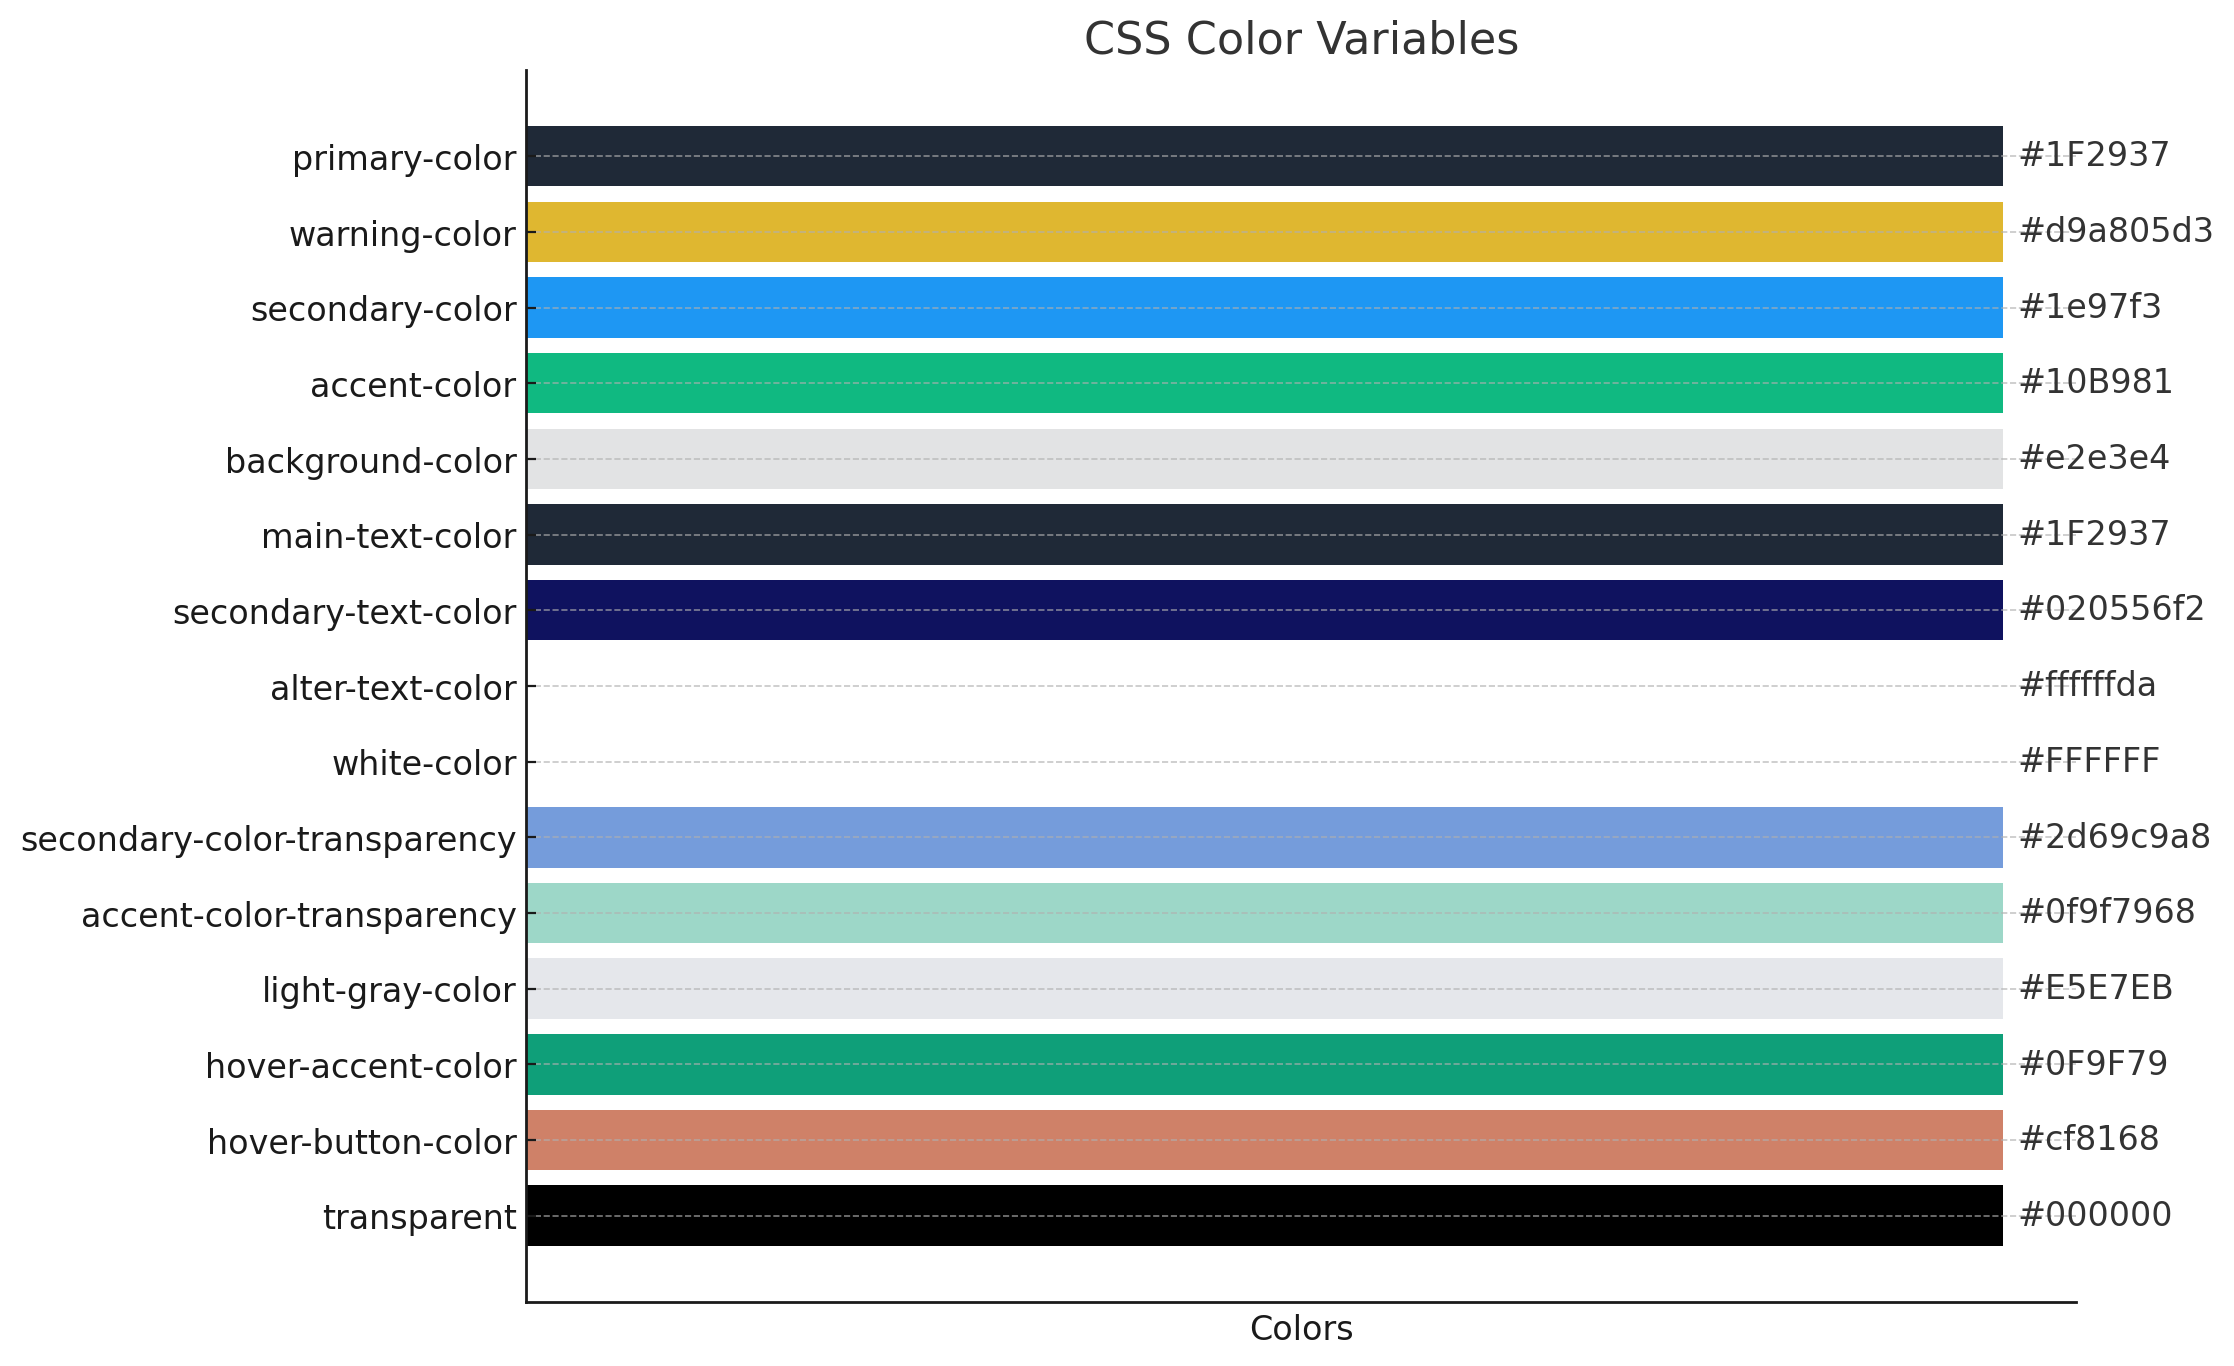 CSS Color Variables
primary-color #1F2937
warning-color #d9a805d3
secondary-color #1e97f3
accent-color #10B981
background-color #e2e3e4
main-text-color #1F2937
secondary-text-color #020556f2
alter-text-color #ffffffda
white-color #FFFFFF
secondary-color-transparency #2d69c9a8
accent-color-transparency #0f9f7968
light-gray-color #E5E7EB
hover-accent-color #0F9F79
hover-button-color #cf8168
transparent #000000
Colors